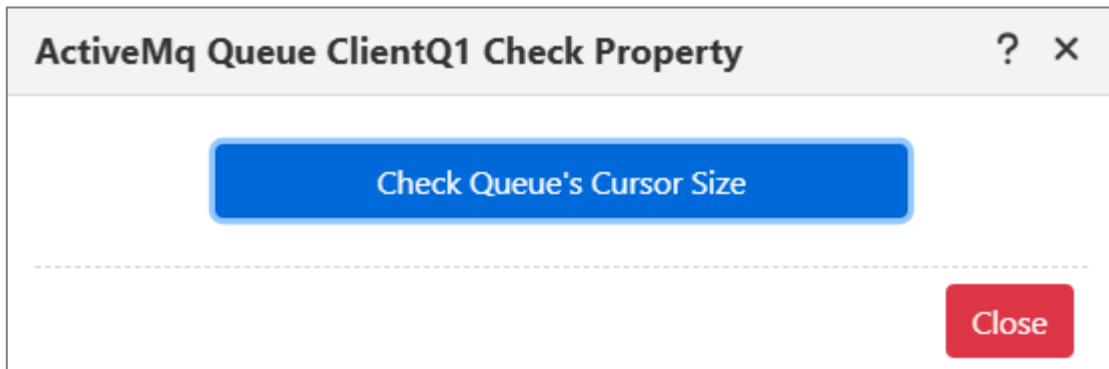 ActiveMq Queue ClientQ1 Check Property ? ×
Check Queue's Cursor Size
Close